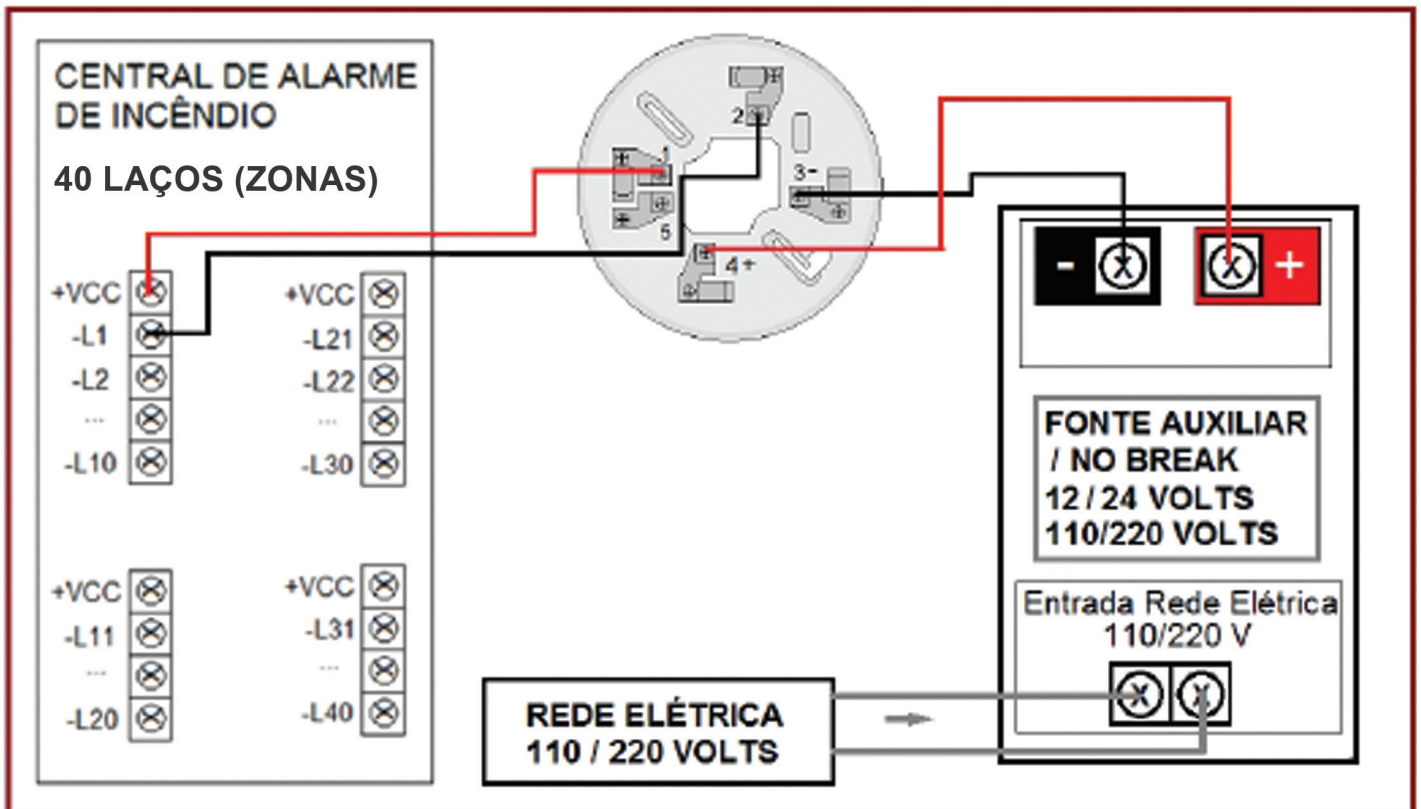 CENTRAL DE ALARME
DE INCÊNDIO
40 LAÇOS (ZONAS)
+VCC
-L1
-L2
...
-L10
+VCC
-L21
-L22
...
-L30
+VCC
-L11
...
-L20
+VCC
-L31
...
-L40
1
2
3-
4+
5
- X X +
FONTE AUXILIAR
/ NO BREAK
12 / 24 VOLTS
110/220 VOLTS
Entrada Rede Elétrica
110/220 V
X X
REDE ELÉTRICA
110 / 220 VOLTS